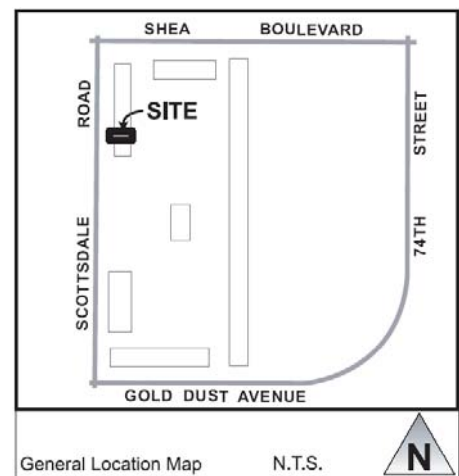 SHEA BOULEVARD
ROAD
SITE
STREET
SCOTTSDALE
74TH
GOLD DUST AVENUE
General Location Map N.T.S. N